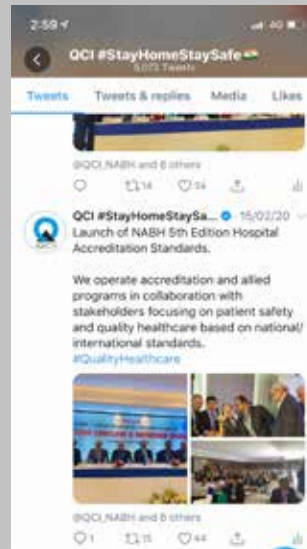 2:59
4G
QCI #StayHomeStaySafe
5,073 Tweets
Tweets Tweets & replies Media Likes
@QCI_NABH and 6 others
14 54
QCI #StayHomeStaySa... · 15/02/20
Launch of NABH 5th Edition Hospital
Accreditation Standards.
We operate accreditation and allied
programs in collaboration with
stakeholders focusing on patient safety
and quality healthcare based on national/
international standards.
#QualityHealthcare
@QCI_NABH and 6 others
1 15 44